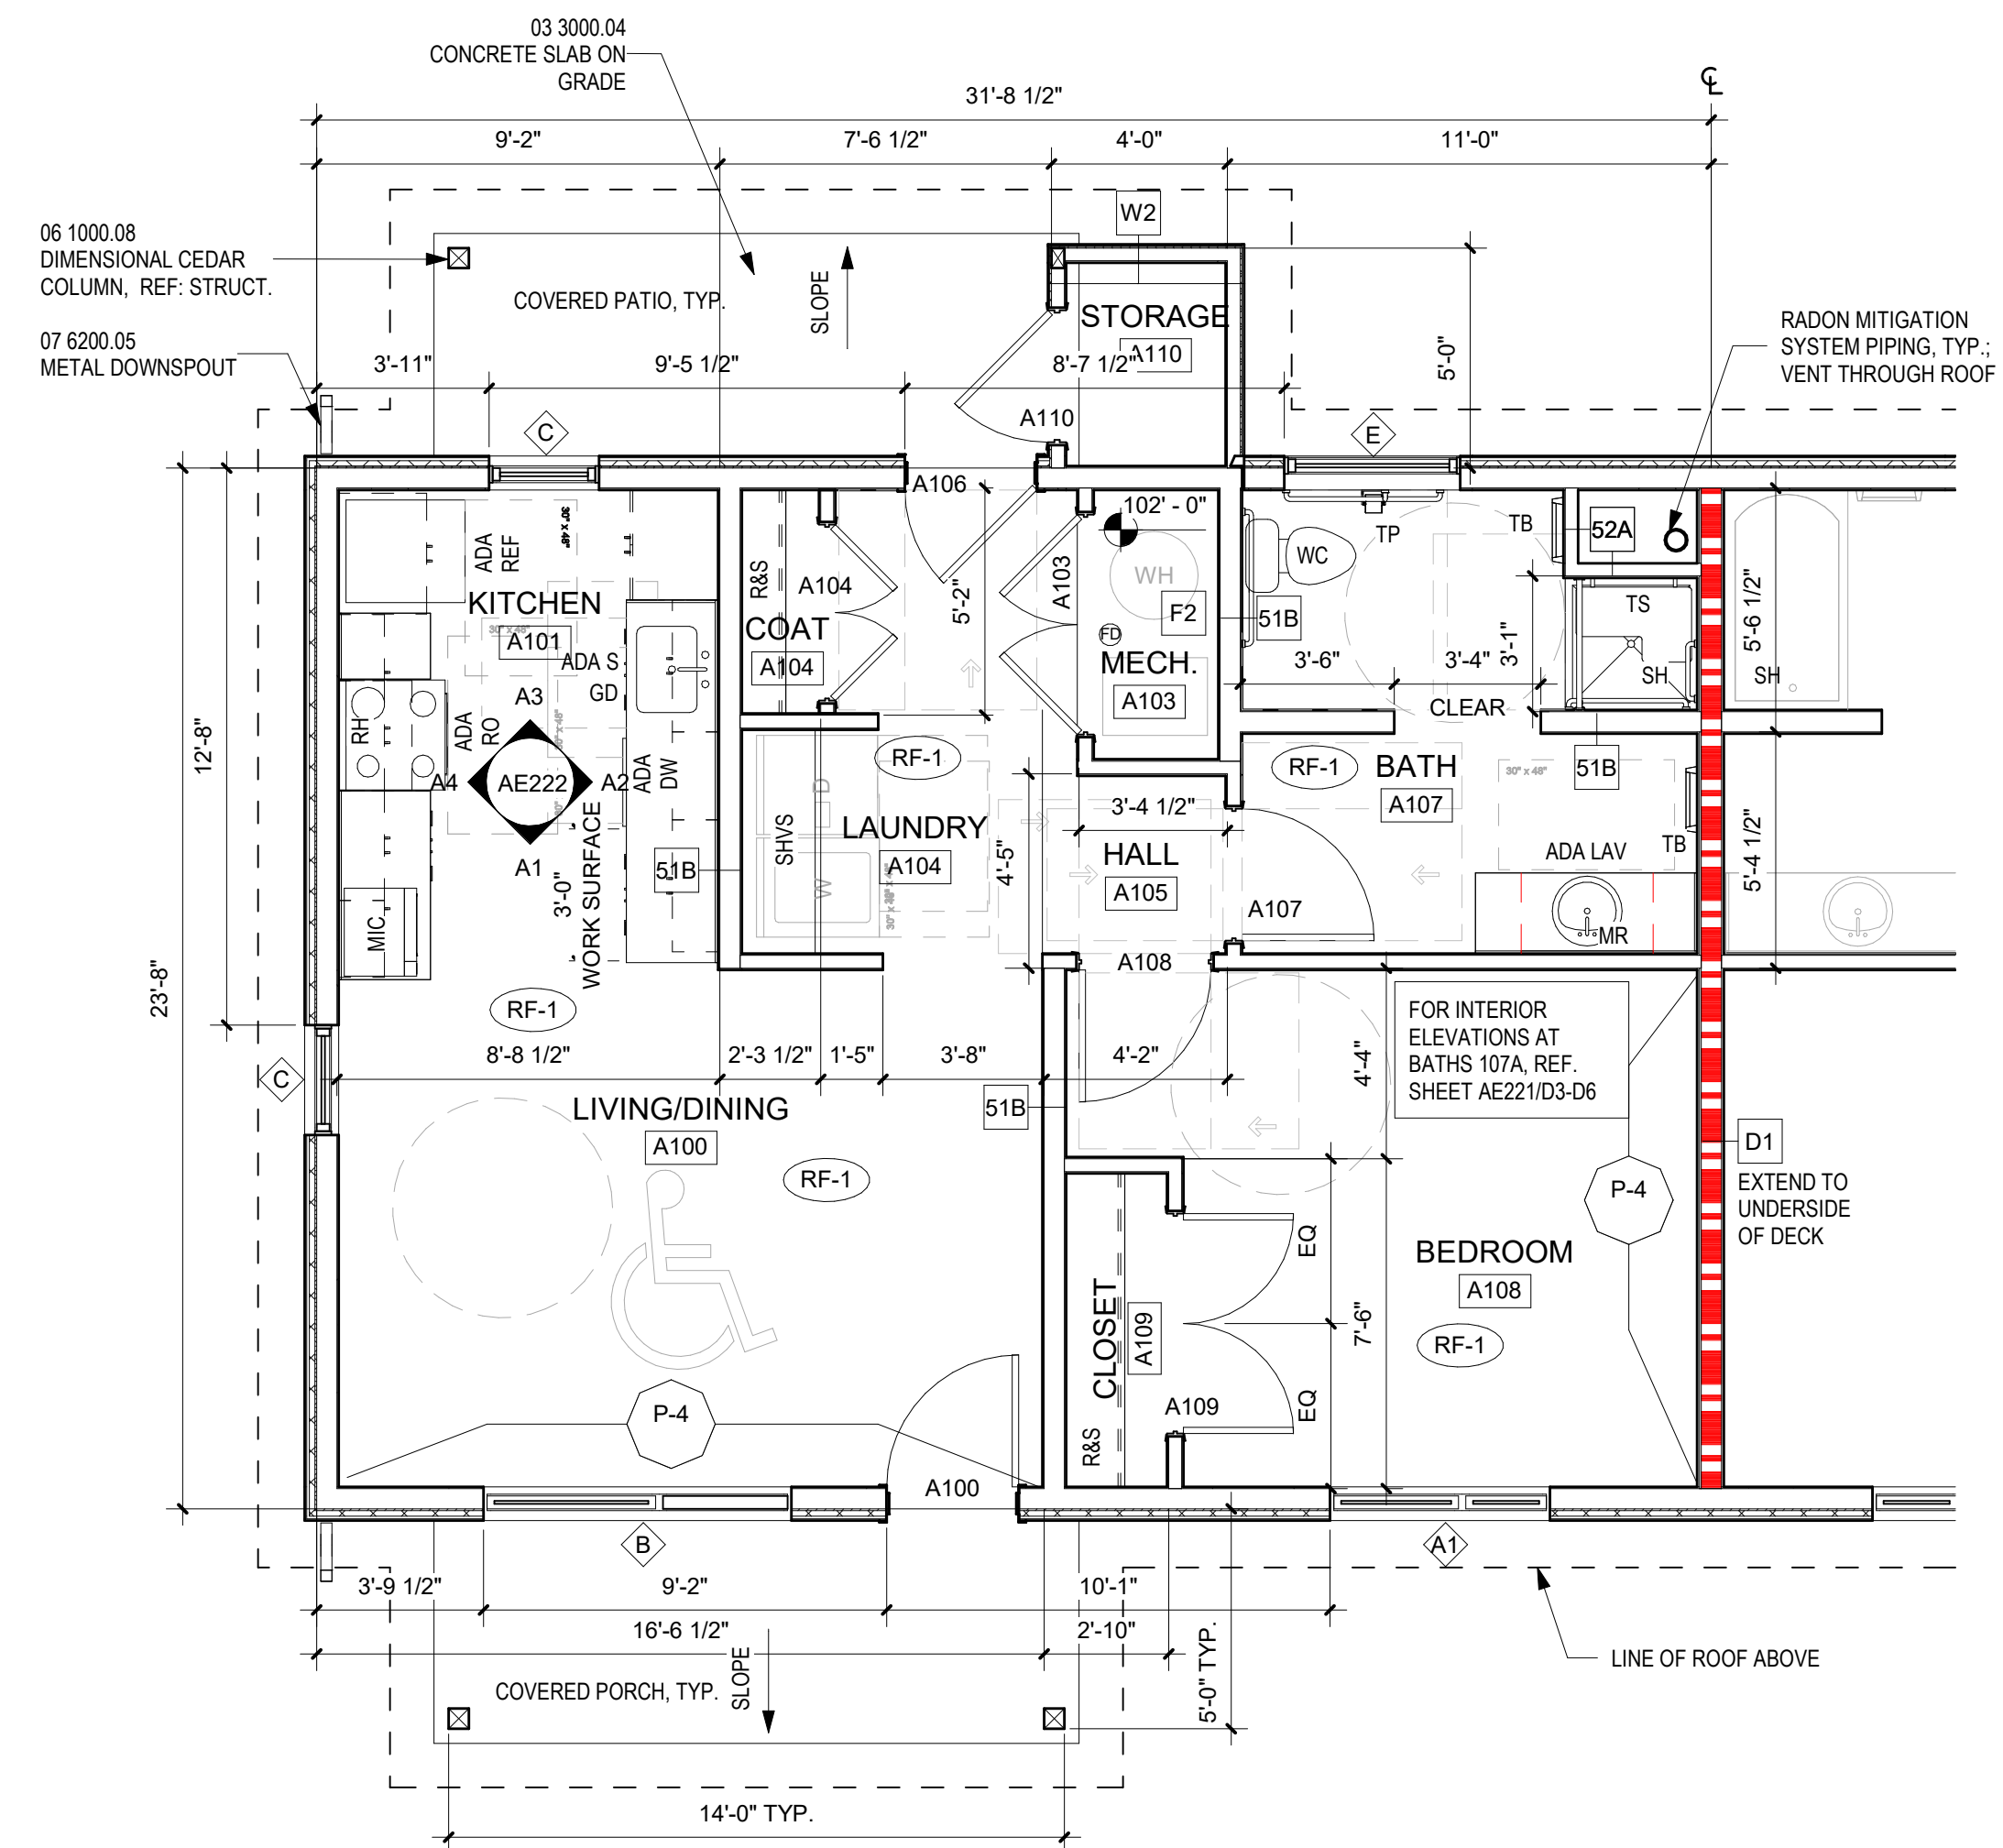 03 3000.04
CONCRETE SLAB ON
GRADE
℄
31'-8 1/2"
9'-2"
7'-6 1/2"
4'-0"
11'-0"
W2
06 1000.08
DIMENSIONAL CEDAR
COLUMN, REF: STRUCT.
COVERED PATIO, TYP.
SLOPE
STORAGE
A110
07 6200.05
METAL DOWNSPOUT
3'-11"
9'-5 1/2"
8'-7 1/2"
5'-0"
RADON MITIGATION
SYSTEM PIPING, TYP.;
VENT THROUGH ROOF
A110
C
E
A106
102' - 0"
30" x 48"
ADA
REF
R&S
A104
5'-2"
A103
WH
WC
TP
TB
52A
KITCHEN
A101
30" x 48"
COAT
A104
FD
F2
51B
MECH.
A103
TS
SH
3'-1"
5'-6 1/2"
SH
ADA S
GD
A3
3'-6"
3'-4"
CLEAR
RH
ADA
RO
30" x 48"
A4
AE222
A2
A1
ADA
DW
12'-8"
RF-1
RF-1
BATH
A107
51B
30" x 48"
D
W
SHVS
LAUNDRY
A104
30" x 48"
3'-4 1/2"
HALL
A105
4'-5"
TB
ADA LAV
MR
5'-4 1/2"
MIC
3'-0"
WORK SURFACE
51B
A107
A108
23'-8"
RF-1
8'-8 1/2"
2'-3 1/2"
1'-5"
3'-8"
4'-2"
4'-4"
FOR INTERIOR
ELEVATIONS AT
BATHS 107A, REF.
SHEET AE221/D3-D6
C
LIVING/DINING
A100
51B
RF-1
D1
EXTEND TO
UNDERSIDE
OF DECK
P-4
EQ
BEDROOM
A108
RF-1
CLOSET
A109
7'-6"
EQ
A109
R&S
P-4
A100
B
A1
3'-9 1/2"
9'-2"
10'-1"
16'-6 1/2"
2'-10"
5'-0" TYP.
LINE OF ROOF ABOVE
COVERED PORCH, TYP.
SLOPE
14'-0" TYP.